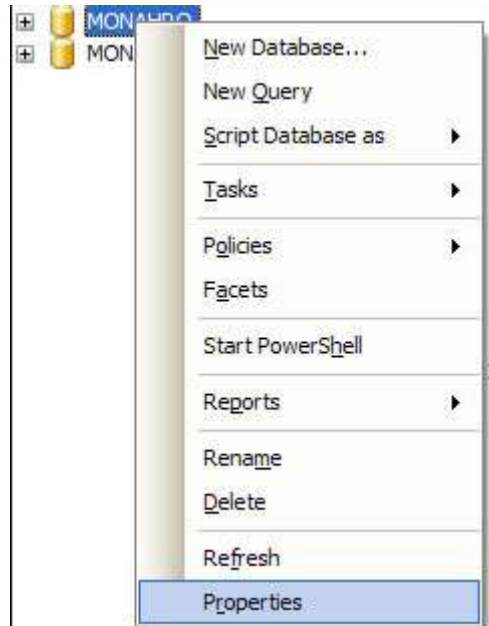 MONAHRQ
MON
New Database...
New Query
Script Database as
Tasks
Policies
Facets
Start PowerShell
Reports
Rename
Delete
Refresh
Properties